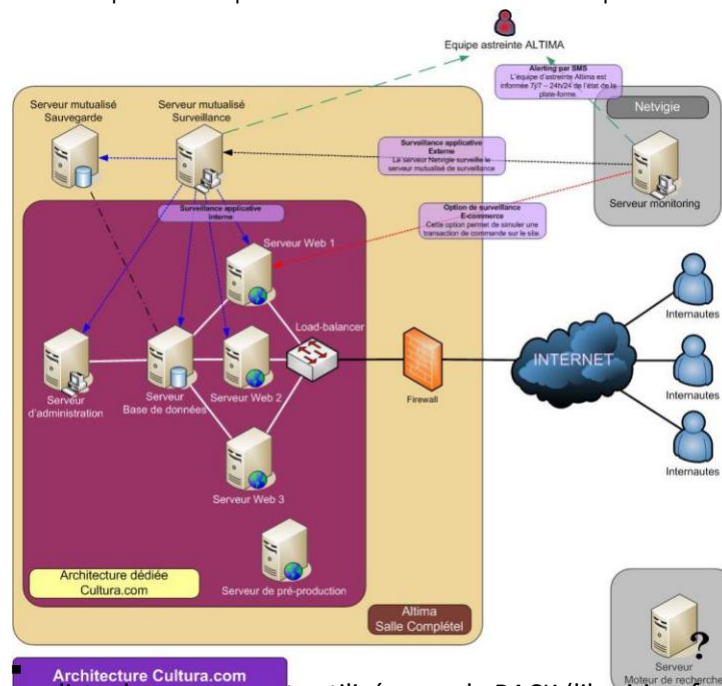 Equipe astreinte ALTIMA
Alerting par SMS
L'équipe d'astreinte Altima est
informée 7j/7 – 24h/24 de l'état de la
plate-forme.
Serveur mutualisé
Sauvegarde
Serveur mutualisé
Surveillance
Netvigie
Surveillance applicative
Externe
Le serveur Netvigie surveille le
serveur mutualisé de surveillance
Serveur monitoring
Surveillance applicative
Interne
Option de surveillance
E-commerce
Cette option permet de simuler une
transaction de commande sur le site.
Serveur Web 1
Load-balancer
Internautes
INTERNET
Internautes
Serveur
d'administration
Serveur
Base de données
Serveur Web 2
Firewall
Internautes
Serveur Web 3
Serveur de pré-production
Architecture dédiée
Cultura.com
Altima
Salle Complétel
?
Serveur
Moteur de recherche
Architecture Cultura.com